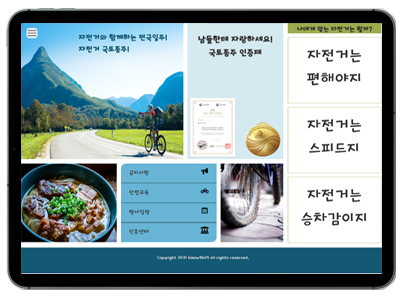 자전거와 함께하는 전국일주!
자전거 국토종주!
남들한테 자랑하세요!
국토종주 인증제
나에게 맞는 자전거는 뭘까?
자전거는
편해야지
자전거는
스피드지
자전거는
승차감이지
공지사항
안전교육
행사일정
인증센터
Copyright 2021 All rights reserved.